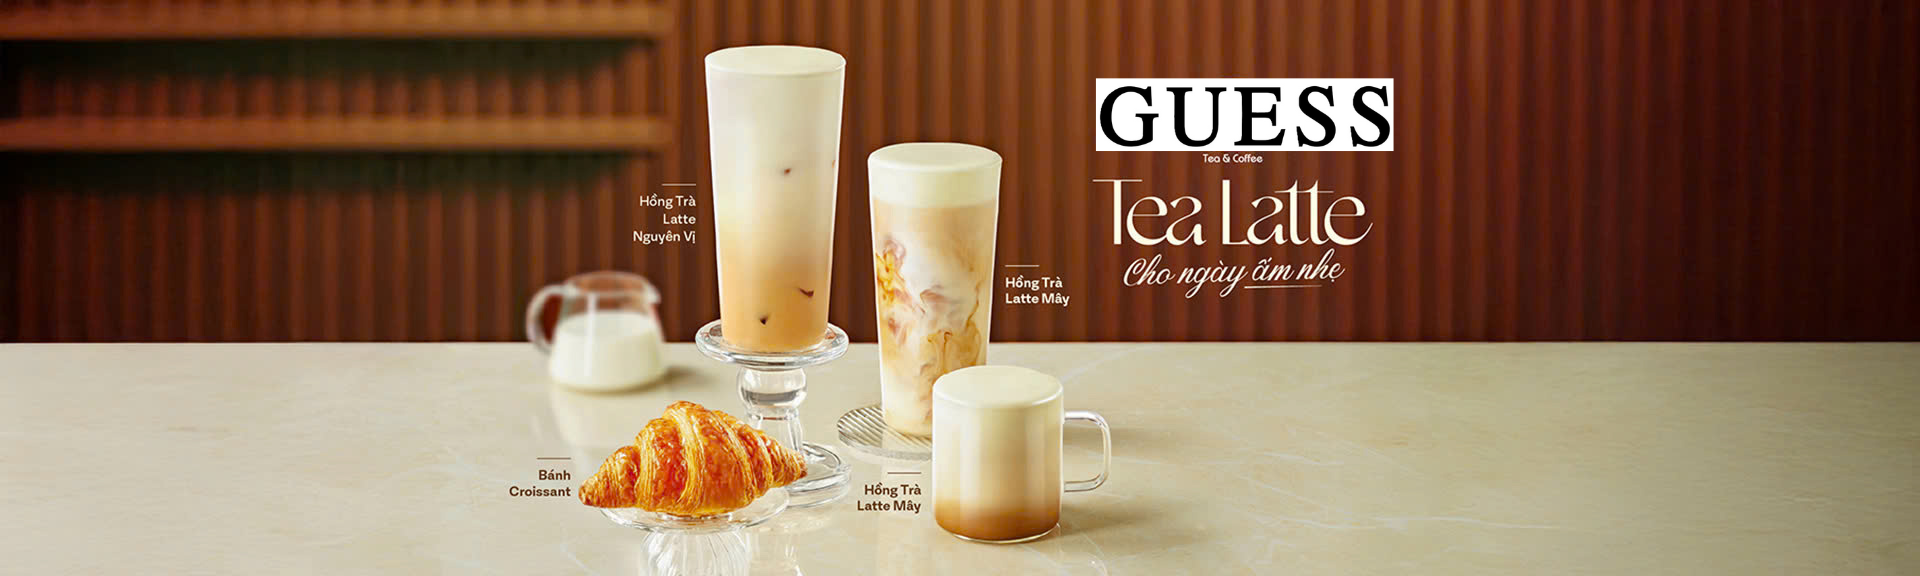 GUESS
Tea & Coffee
Tea Latte
Cho ngày ấm nhẹ
Hồng Trà
Latte
Nguyên Vị
Hồng Trà
Latte Mây
Bánh
Croissant
Hồng Trà
Latte Mây